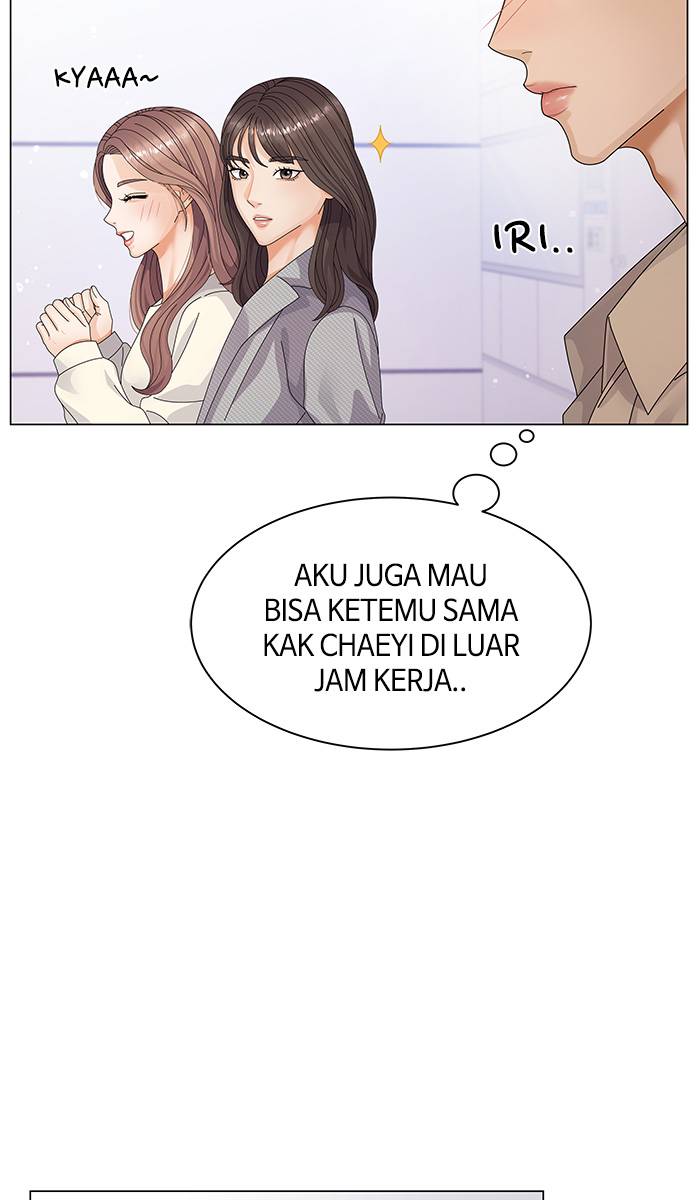 KYAAA~
IRI..
AKU JUGA MAU
BISA KETEMU SAMA
KAK CHAEYI DI LUAR
JAM KERJA..